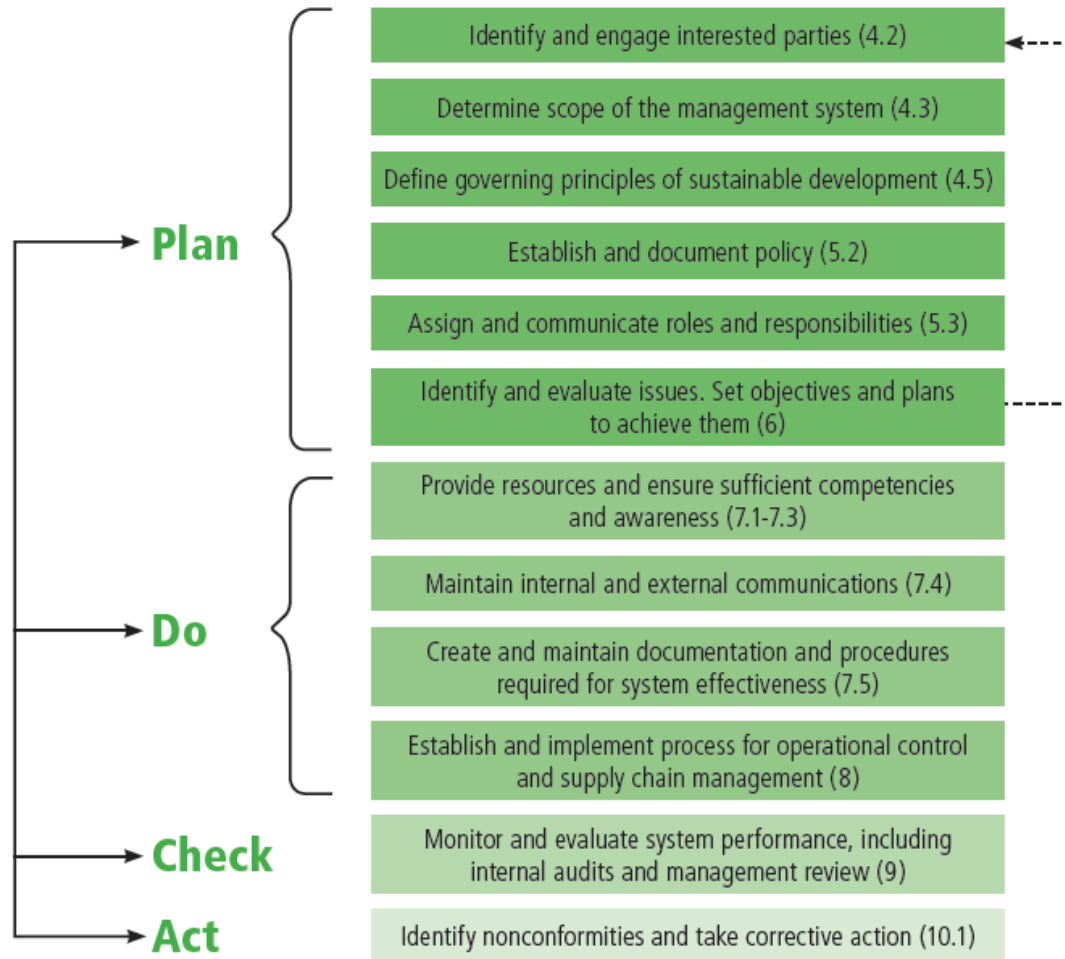 Identify and engage interested parties (4.2)
Determine scope of the management system (4.3)
Define governing principles of sustainable development (4.5)
Plan
Establish and document policy (5.2)
Assign and communicate roles and responsibilities (5.3)
Identify and evaluate issues. Set objectives and plans
to achieve them (6)
Provide resources and ensure sufficient competencies
and awareness (7.1-7.3)
Maintain internal and external communications (7.4)
Do
Create and maintain documentation and procedures
required for system effectiveness (7.5)
Establish and implement process for operational control
and supply chain management (8)
Check
Monitor and evaluate system performance, including
internal audits and management review (9)
Act
Identify nonconformities and take corrective action (10.1)